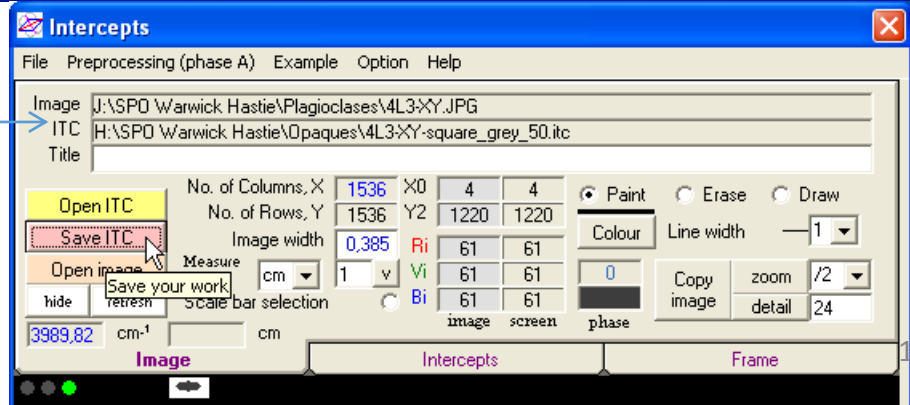 Intercepts
File Preprocessing (phase A) Example Option Help
Image J:\SPO Warwick Hastie\Plagioclases\4L3-XY.JPG
ITC H:\SPO Warwick Hastie\Opaques\4L3-XY-square_grey_50.itc
Title
Open ITC No. of Columns, X 1536 X0 4 4 Paint Erase Draw
No. of Rows, Y 1536 Y2 1220 1220
Save ITC Image width 0,385 Ri 61 61 Colour Line width 1
Open image Measure cm 1 v Vi 61 61 0 Copy image zoom /2
Save your work
hide refresh Scale bar selection Bi 61 61 detail 24
image screen phase
3989,82 cm-¹ cm
Image Intercepts Frame
1